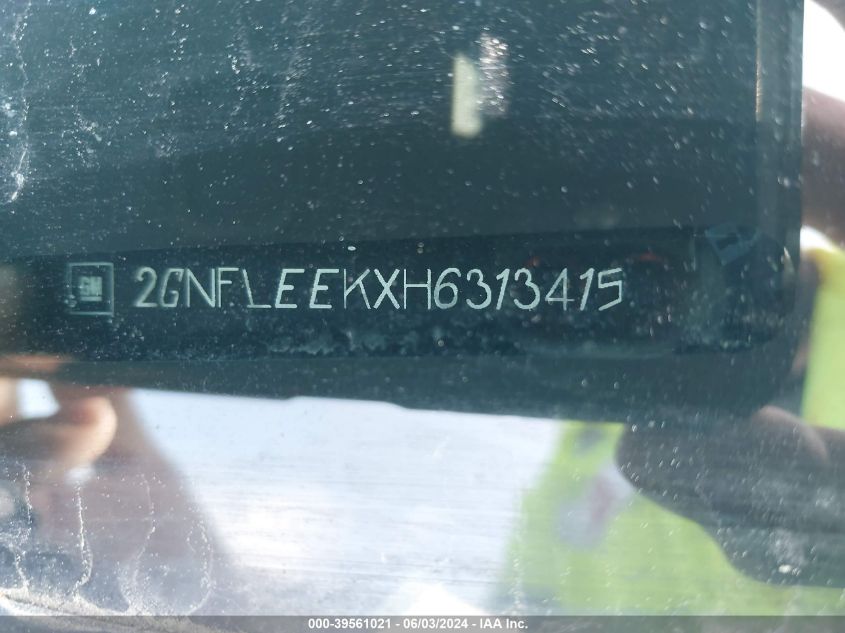 GM 2GNFLEEKXH6313415
000-39561021 - 06/03/2024 - IAA Inc.